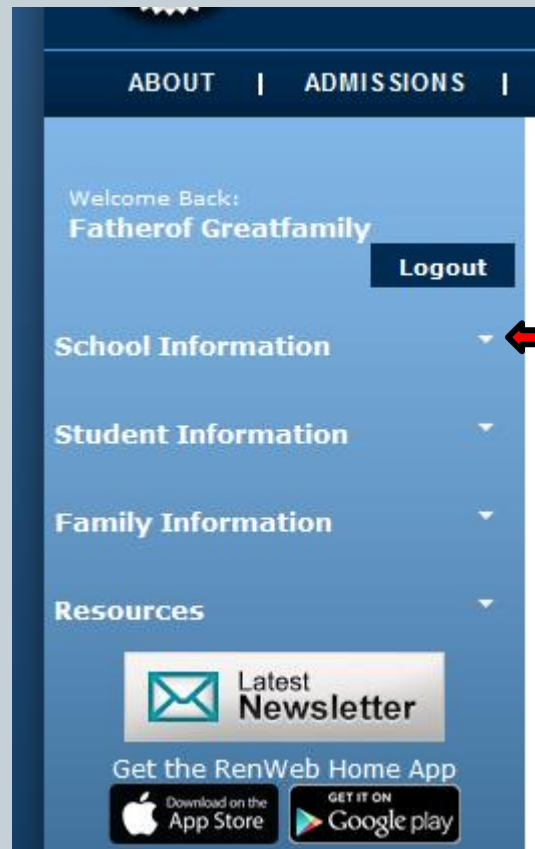 ABOUT | ADMISSIONS |
Welcome Back:
Fatherof Greatfamily
Logout
School Information
Student Information
Family Information
Resources
Latest
Newsletter
Get the RenWeb Home App
Download on the
App Store
GET IT ON
Google play